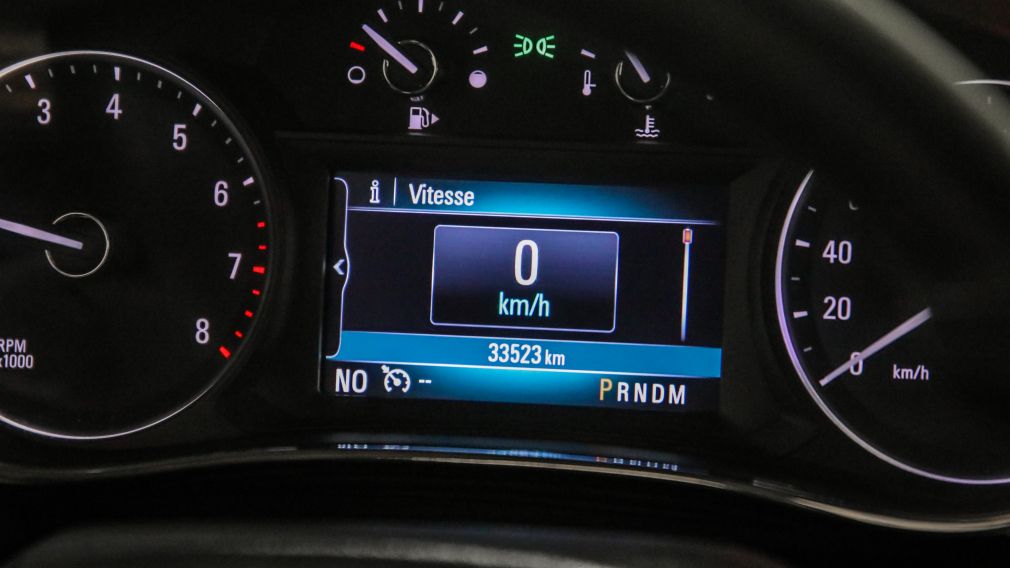 3 4 5 6 7 8
RPM
x1000
Vitesse
0
km/h
33523 km
NO --
PRNDM
40
20
0
km/h